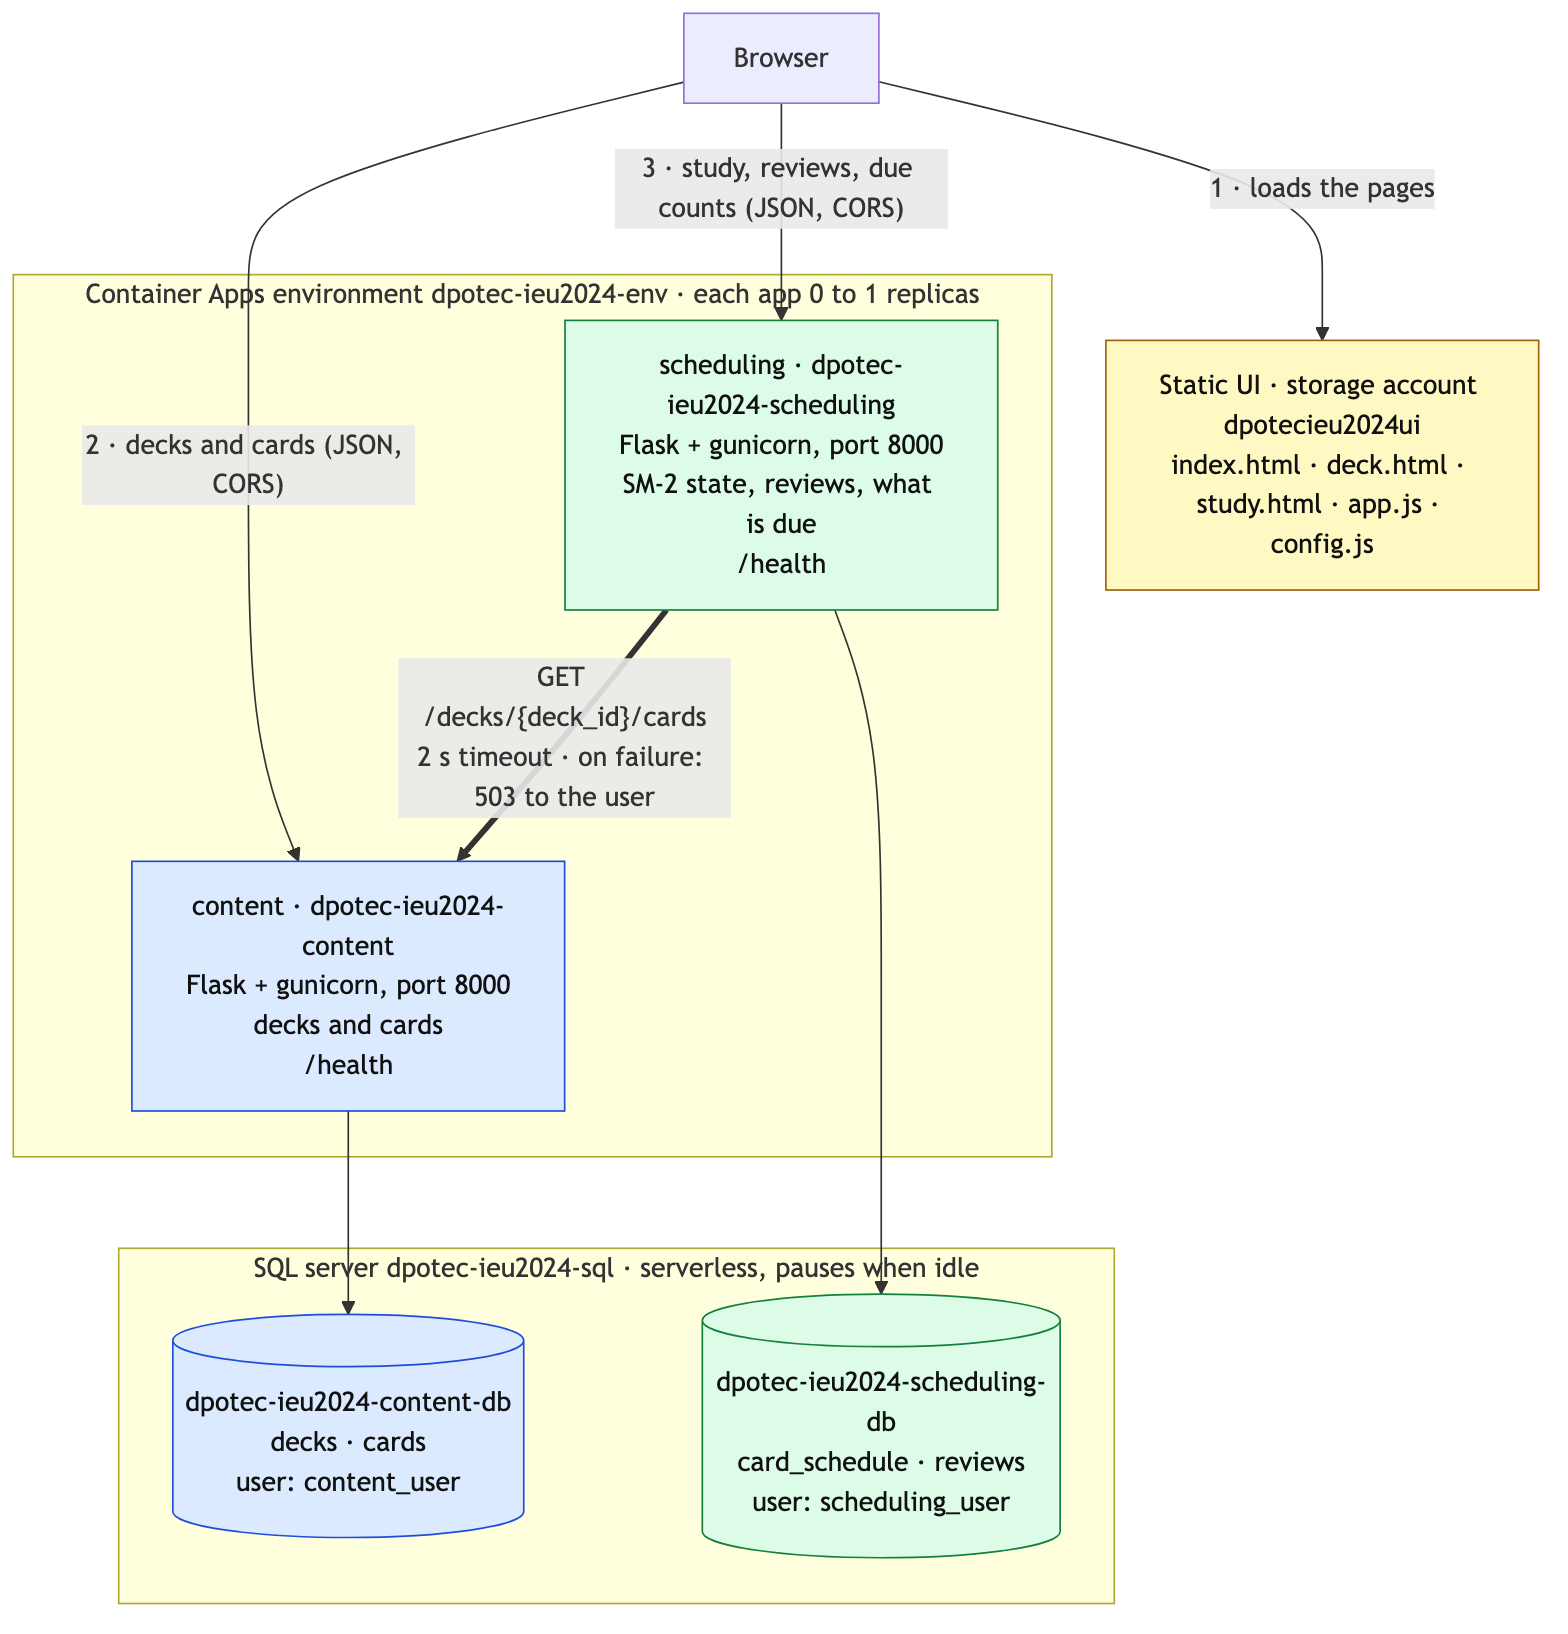 Browser
3 · study, reviews, due
counts (JSON, CORS)
1 · loads the pages
Container Apps environment dpotec-ieu2024-env · each app 0 to 1 replicas
scheduling · dpotec-
ieu2024-scheduling
Flask + gunicorn, port 8000
SM-2 state, reviews, what
is due
/health
Static UI · storage account
dpotecieu2024ui
index.html · deck.html ·
study.html · app.js ·
config.js
2 · decks and cards (JSON,
CORS)
GET
/decks/{deck_id}/cards
2 s timeout · on failure:
503 to the user
content · dpotec-ieu2024-
content
Flask + gunicorn, port 8000
decks and cards
/health
SQL server dpotec-ieu2024-sql · serverless, pauses when idle
dpotec-ieu2024-content-db
decks · cards
user: content_user
dpotec-ieu2024-scheduling-
db
card_schedule · reviews
user: scheduling_user